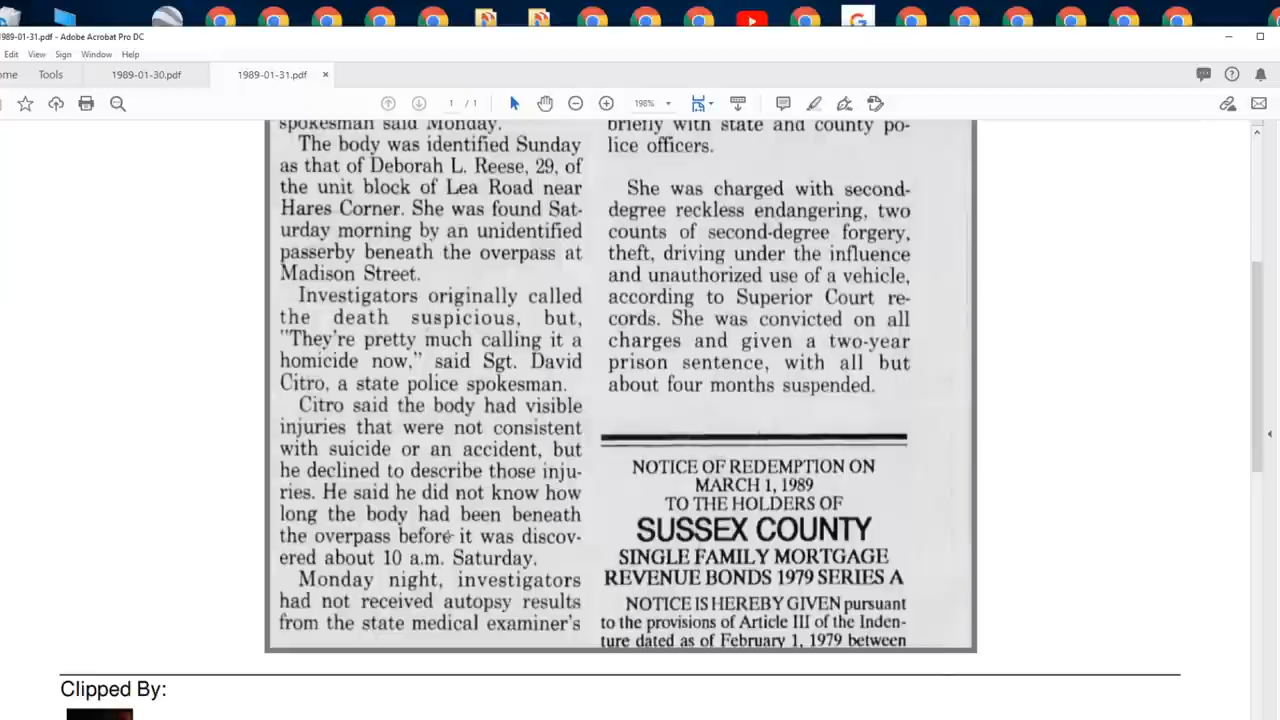 1989-01-31.pdf - Adobe Acrobat Pro DC
Edit View Sign Window Help
ome Tools 1989-01-30.pdf 1989-01-31.pdf ×
1 / 1 198%
spokesman said Monday.
The body was identified Sunday
as that of Deborah L. Reese, 29, of
the unit block of Lea Road near
Hares Corner. She was found Sat-
urday morning by an unidentified
passerby beneath the overpass at
Madison Street.
Investigators originally called
the death suspicious, but,
"They're pretty much calling it a
homicide now," said Sgt. David
Citro, a state police spokesman.
Citro said the body had visible
injuries that were not consistent
with suicide or an accident, but
he declined to describe those inju-
ries. He said he did not know how
long the body had been beneath
the overpass before it was discov-
ered about 10 a.m. Saturday.
Monday night, investigators
had not received autopsy results
from the state medical examiner's
briefly with state and county po-
lice officers.
She was charged with second-
degree reckless endangering, two
counts of second-degree forgery,
theft, driving under the influence
and unauthorized use of a vehicle,
according to Superior Court re-
cords. She was convicted on all
charges and given a two-year
prison sentence, with all but
about four months suspended.
NOTICE OF REDEMPTION ON
MARCH 1, 1989
TO THE HOLDERS OF
SUSSEX COUNTY
SINGLE FAMILY MORTGAGE
REVENUE BONDS 1979 SERIES A
NOTICE IS HEREBY GIVEN pursuant
to the provisions of Article III of the Inden-
ture dated as of February 1, 1979 between
Clipped By: